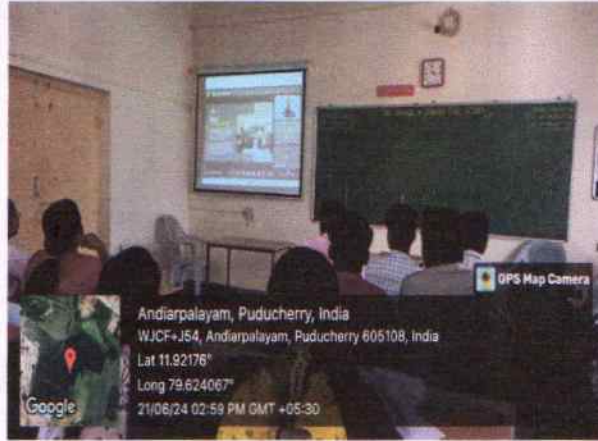 GPS Map Camera
Andiarpalayam, Puducherry, India
WJCF+J54, Andiarpalayam, Puducherry 605108, India
Lat 11.92176°
Long 79.624067°
Google
21/06/24 02:59 PM GMT +05:30